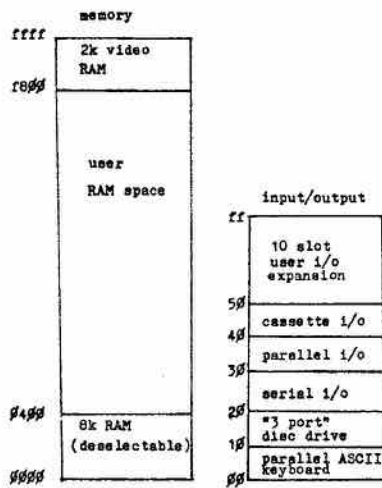 memory
ffff
2k video
RAM
f800
user
RAM space
0400
8k RAM
(deselectable)
0000
input/output
ff
10 slot
user i/o
expansion
50
cassette i/o
40
parallel i/o
30
serial i/o
20
"3 port"
disc drive
10
parallel ASCII
keyboard
00